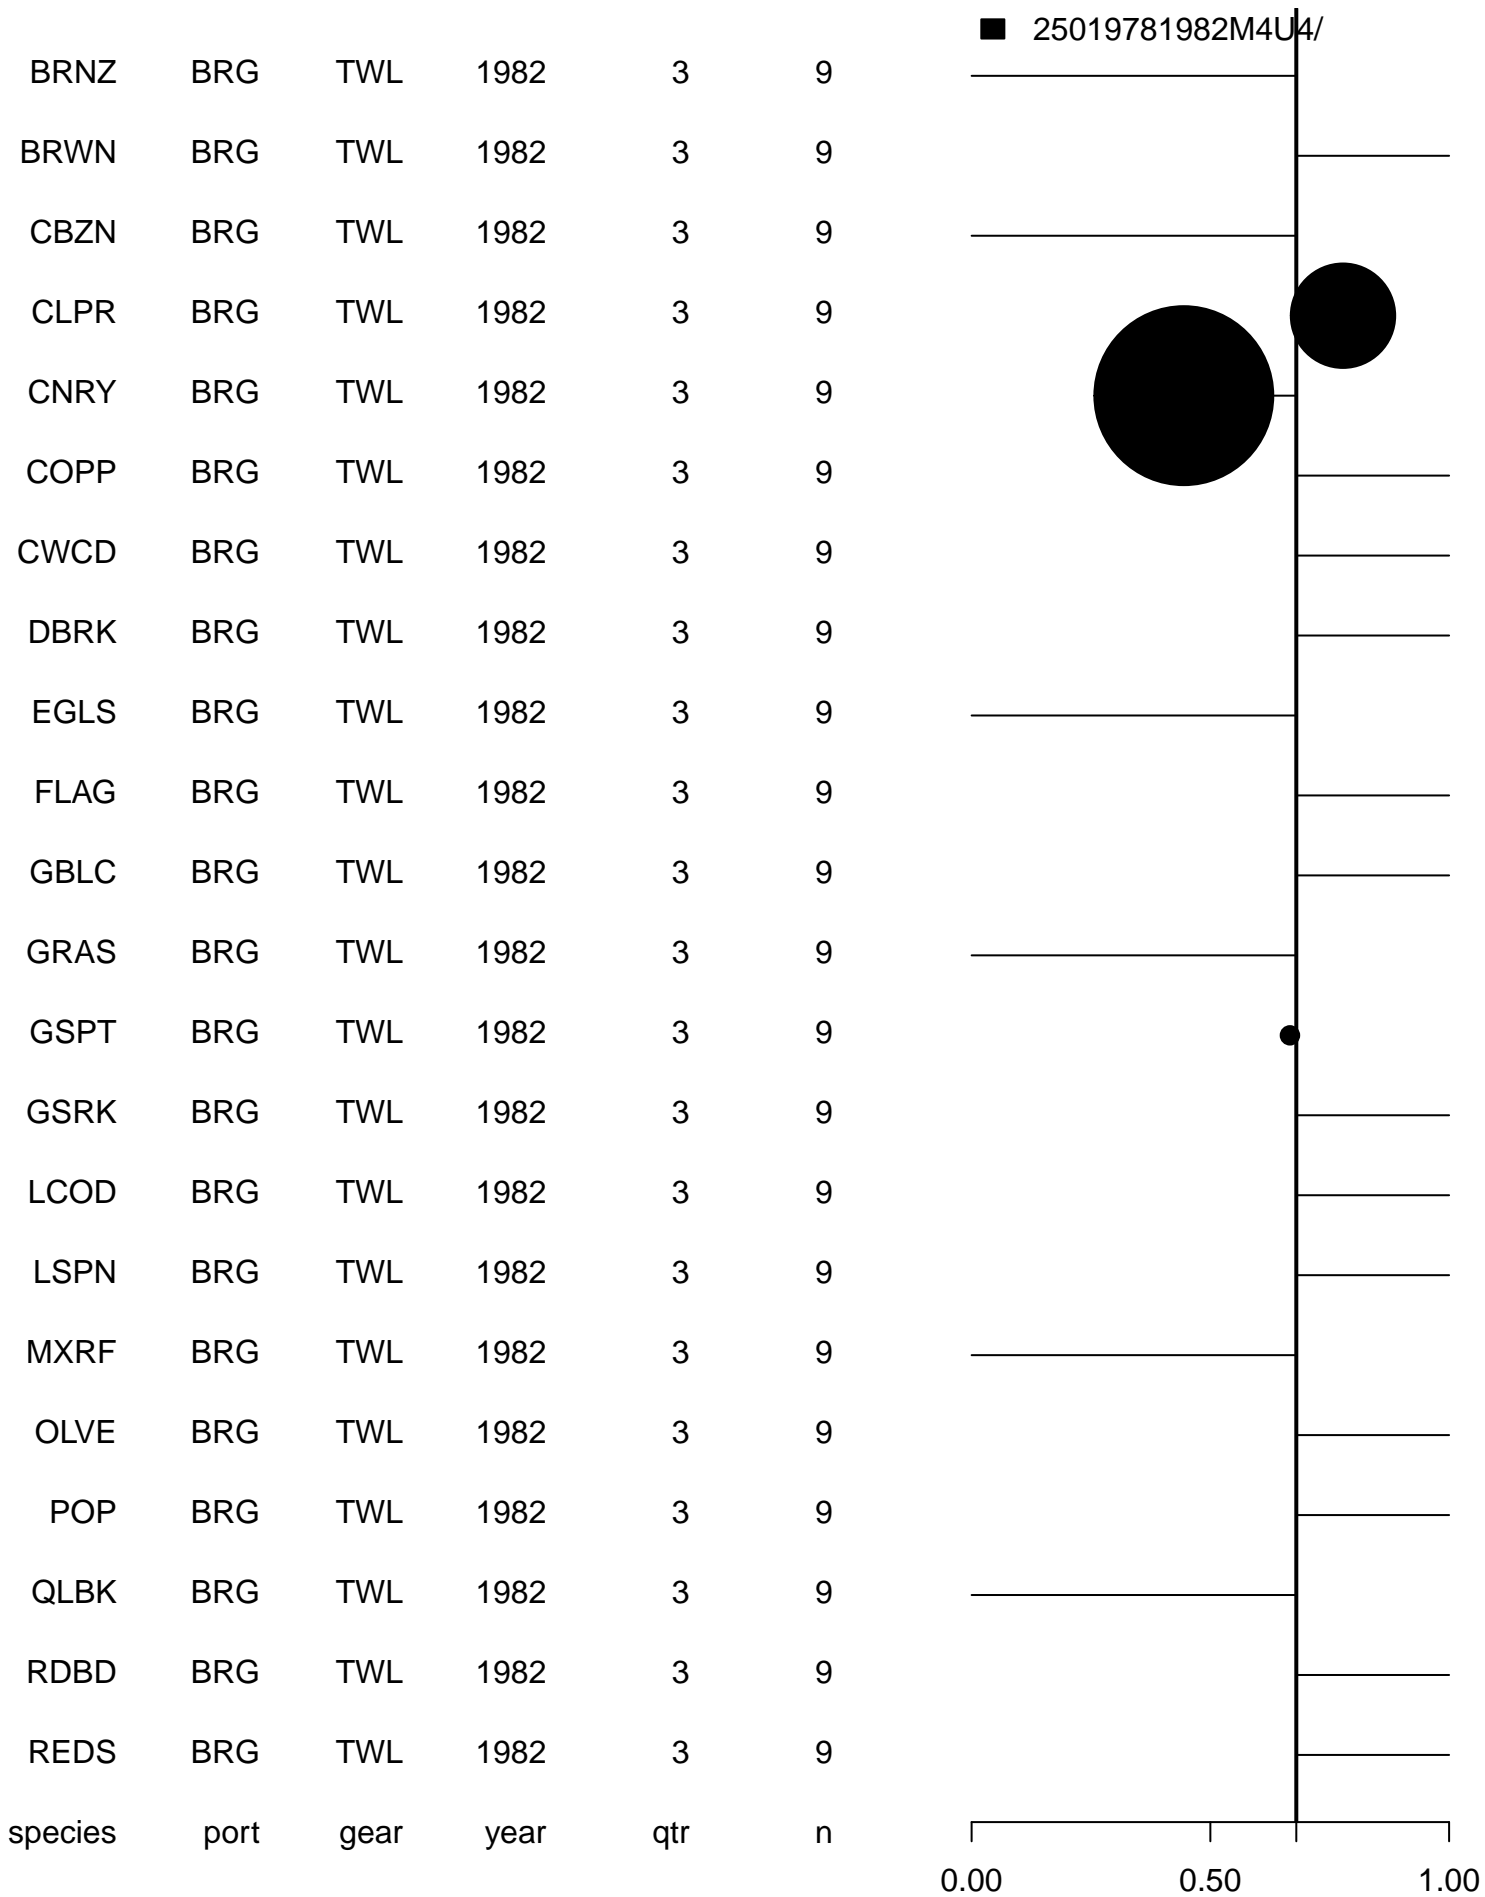 25019781982M4U4/
BRNZ BRG TWL 1982 3 9
BRWN BRG TWL 1982 3 9
CBZN BRG TWL 1982 3 9
CLPR BRG TWL 1982 3 9
CNRY BRG TWL 1982 3 9
COPP BRG TWL 1982 3 9
CWCD BRG TWL 1982 3 9
DBRK BRG TWL 1982 3 9
EGLS BRG TWL 1982 3 9
FLAG BRG TWL 1982 3 9
GBLC BRG TWL 1982 3 9
GRAS BRG TWL 1982 3 9
GSPT BRG TWL 1982 3 9
GSRK BRG TWL 1982 3 9
LCOD BRG TWL 1982 3 9
LSPN BRG TWL 1982 3 9
MXRF BRG TWL 1982 3 9
OLVE BRG TWL 1982 3 9
POP BRG TWL 1982 3 9
QLBK BRG TWL 1982 3 9
RDBD BRG TWL 1982 3 9
REDS BRG TWL 1982 3 9
species port gear year qtr n
0.00 0.50 1.00